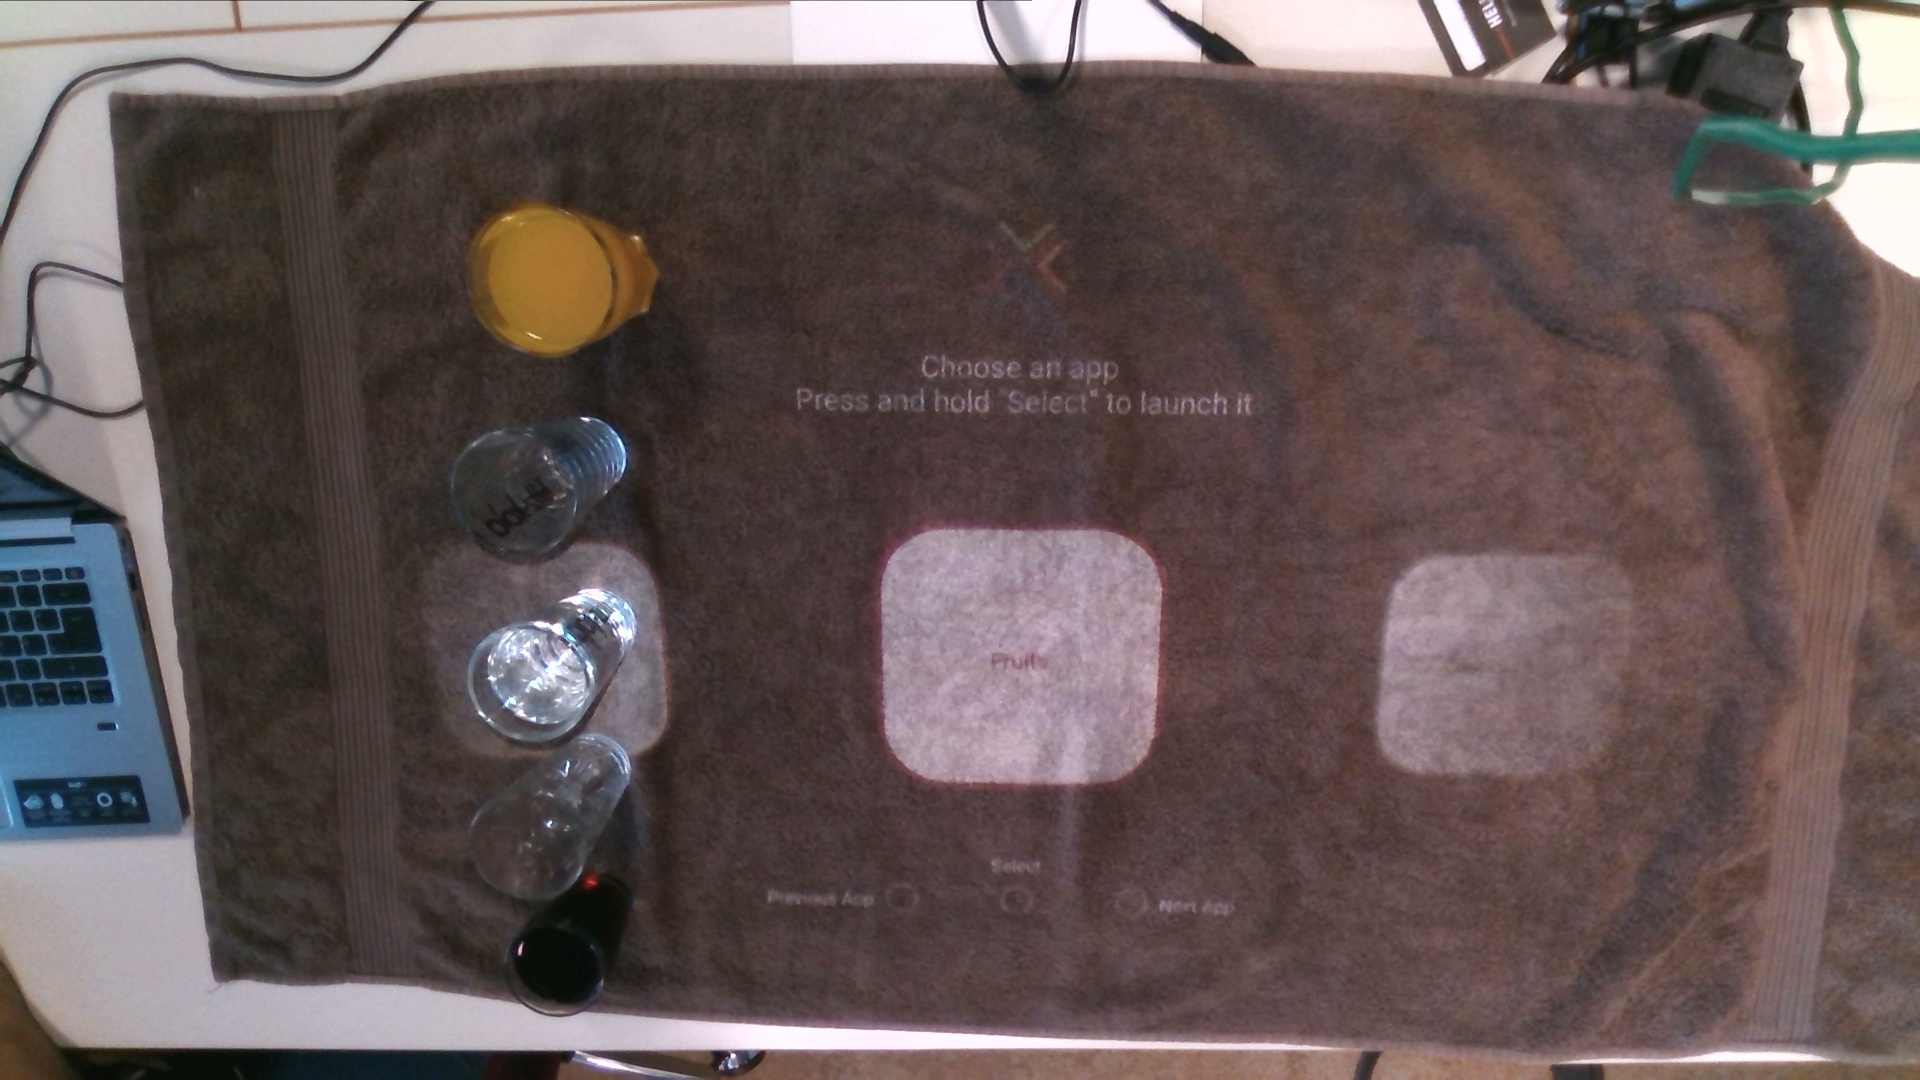 Choose an app
Press and hold "Select" to launch it
Fruits
Select
Previous App
Next App